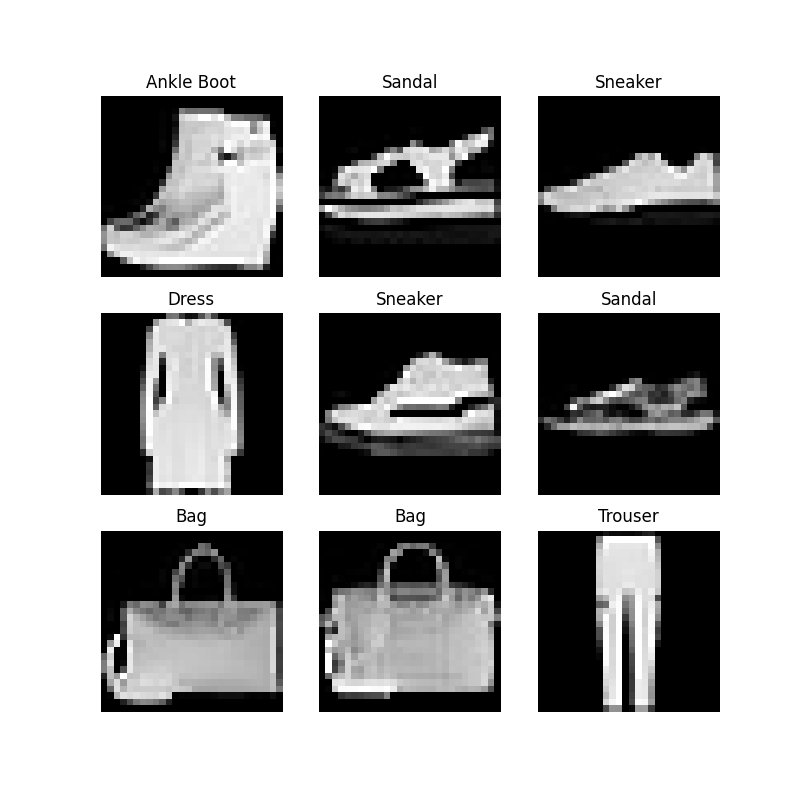 Ankle Boot
Sandal
Sneaker
Dress
Sneaker
Sandal
Bag
Bag
Trouser